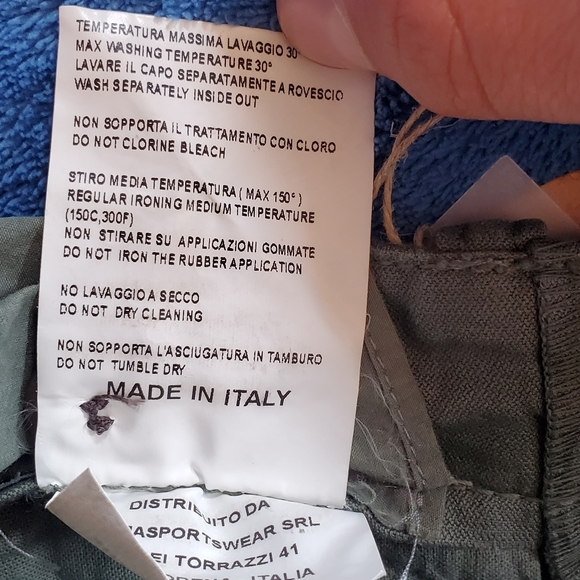 TEMPERATURA MASSIMA LAVAGGIO 30°
MAX WASHING TEMPERATURE 30°
LAVARE IL CAPO SEPARATAMENTE A ROVESCIO
WASH SEPARATELY INSIDE OUT
NON SOPPORTA IL TRATTAMENTO CON CLORO
DO NOT CLORINE BLEACH
STIRO MEDIA TEMPERATURA ( MAX 150° )
REGULAR IRONING MEDIUM TEMPERATURE
(150C,300F)
NON STIRARE SU APPLICAZIONI GOMMATE
DO NOT IRON THE RUBBER APPLICATION
NO LAVAGGIO A SECCO
DO NOT DRY CLEANING
NON SOPPORTA L'ASCIUGATURA IN TAMBURO
DO NOT TUMBLE DRY
MADE IN ITALY
DISTRIBUITO DA
ASPORTSWEAR SRL
EI TORRAZZI 41
ITALIA